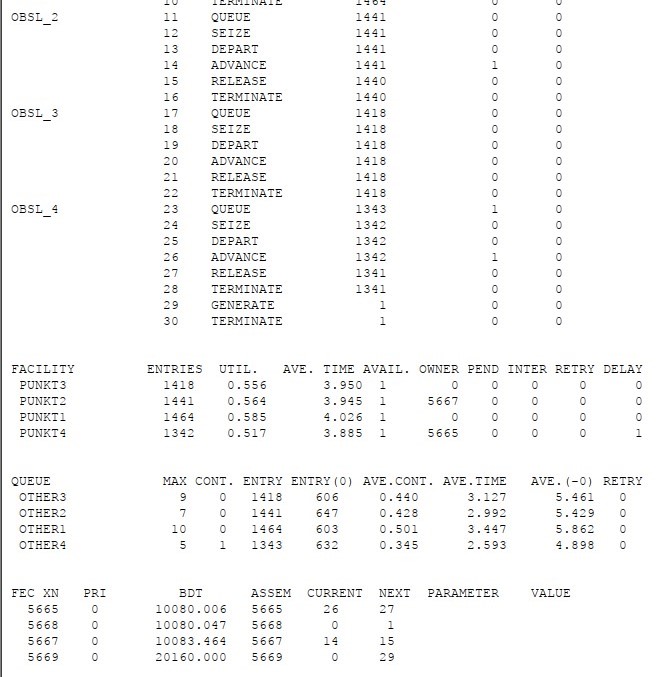 10 TERMINATE 1464 0 0
OBSL_2 11 QUEUE 1441 0 0
12 SEIZE 1441 0 0
13 DEPART 1441 0 0
14 ADVANCE 1441 1 0
15 RELEASE 1440 0 0
16 TERMINATE 1440 0 0
OBSL_3 17 QUEUE 1418 0 0
18 SEIZE 1418 0 0
19 DEPART 1418 0 0
20 ADVANCE 1418 0 0
21 RELEASE 1418 0 0
22 TERMINATE 1418 0 0
OBSL_4 23 QUEUE 1343 1 0
24 SEIZE 1342 0 0
25 DEPART 1342 0 0
26 ADVANCE 1342 1 0
27 RELEASE 1341 0 0
28 TERMINATE 1341 0 0
29 GENERATE 1 0 0
30 TERMINATE 1 0 0
FACILITY ENTRIES UTIL. AVE. TIME AVAIL. OWNER PEND INTER RETRY DELAY
PUNKT3 1418 0.556 3.950 1 0 0 0 0 0
PUNKT2 1441 0.564 3.945 1 5667 0 0 0 0
PUNKT1 1464 0.585 4.026 1 0 0 0 0 0
PUNKT4 1342 0.517 3.885 1 5665 0 0 0 1
QUEUE MAX CONT. ENTRY ENTRY(0) AVE.CONT. AVE.TIME AVE.(-0) RETRY
OTHER3 9 0 1418 606 0.440 3.127 5.461 0
OTHER2 7 0 1441 647 0.428 2.992 5.429 0
OTHER1 10 0 1464 603 0.501 3.447 5.862 0
OTHER4 5 1 1343 632 0.345 2.593 4.898 0
FEC XN PRI BDT ASSEM CURRENT NEXT PARAMETER VALUE
5665 0 10080.006 5665 26 27
5668 0 10080.047 5668 0 1
5667 0 10083.464 5667 14 15
5669 0 20160.000 5669 0 29